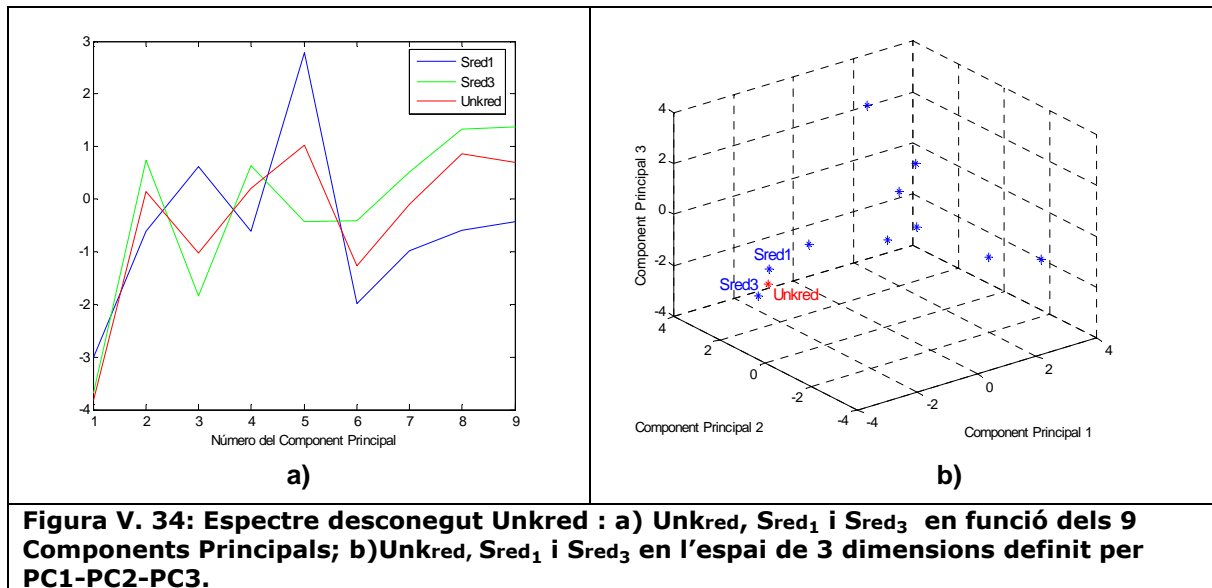 3
2
1
0
-1
-2
-3
-4
1 2 3 4 5 6 7 8 9
Número del Component Principal
Sred1
Sred3
Unkred
a)
Component Principal 3
4
2
0
-2
-4
4
2
0
-2
-4
-4
-2
0
2
4
Component Principal 2
Component Principal 1
Sred1
Sred3
Unkred
b)
Figura V. 34: Espectre desconegut Unkred : a) Unkred, Sred1 i Sred3 en funció dels 9
Components Principals; b)Unkred, Sred1 i Sred3 en l'espai de 3 dimensions definit per
PC1-PC2-PC3.